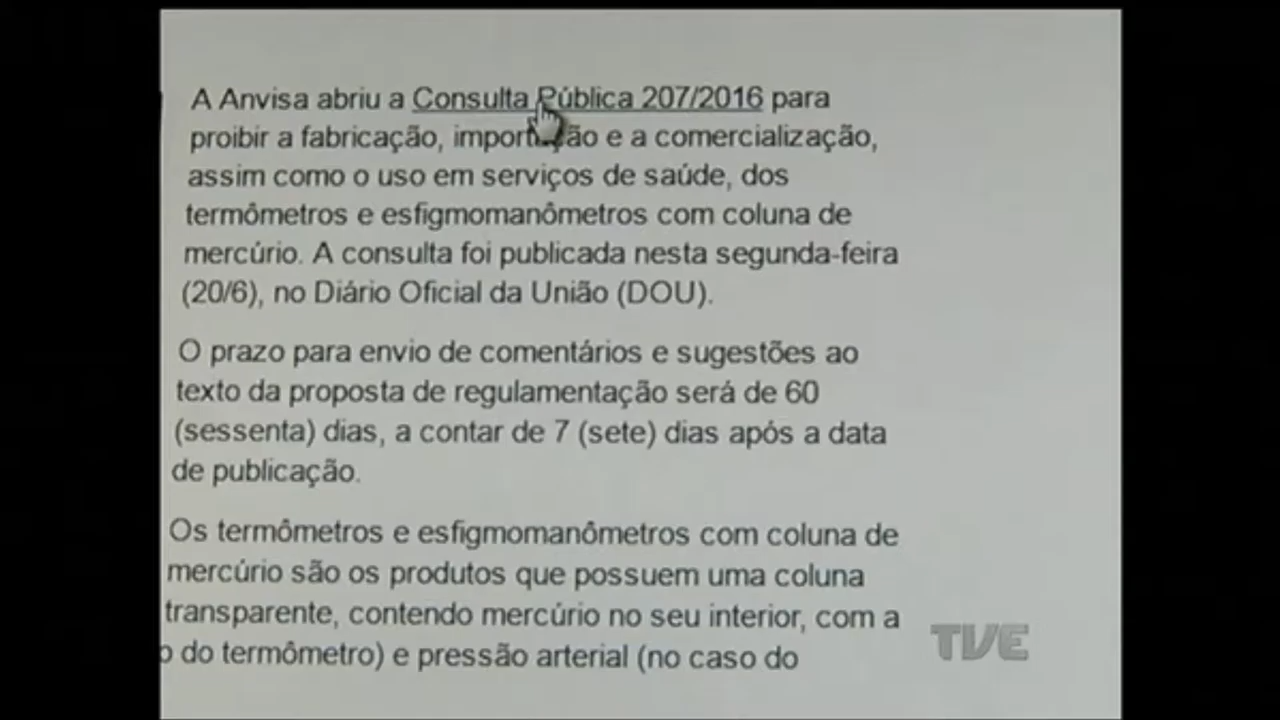 A Anvisa abriu a Consulta Pública 207/2016 para
proibir a fabricação, importação e a comercialização,
assim como o uso em serviços de saúde, dos
termômetros e esfigmomanômetros com coluna de
mercúrio. A consulta foi publicada nesta segunda-feira
(20/6), no Diário Oficial da União (DOU).
O prazo para envio de comentários e sugestões ao
texto da proposta de regulamentação será de 60
(sessenta) dias, a contar de 7 (sete) dias após a data
de publicação.
Os termômetros e esfigmomanômetros com coluna de
mercúrio são os produtos que possuem uma coluna
transparente, contendo mercúrio no seu interior, com a
o do termômetro) e pressão arterial (no caso do
TVE